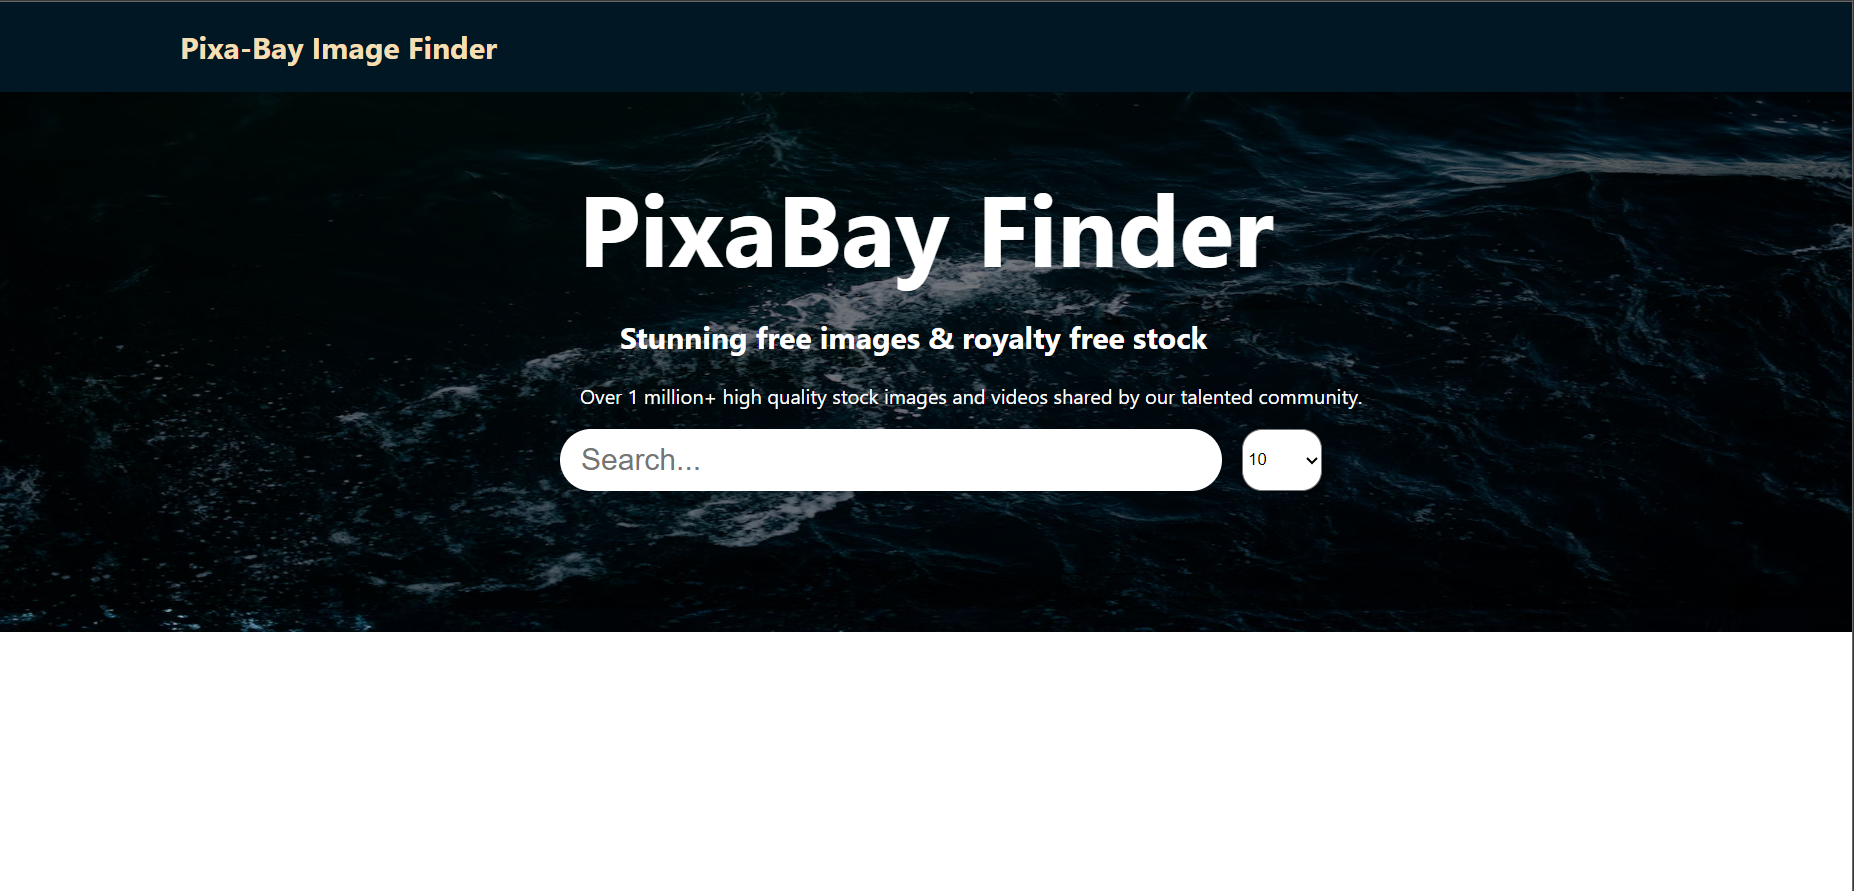 Pixa-Bay Image Finder
PixaBay Finder
Stunning free images & royalty free stock
Over 1 million+ high quality stock images and videos shared by our talented community.
Search...
10